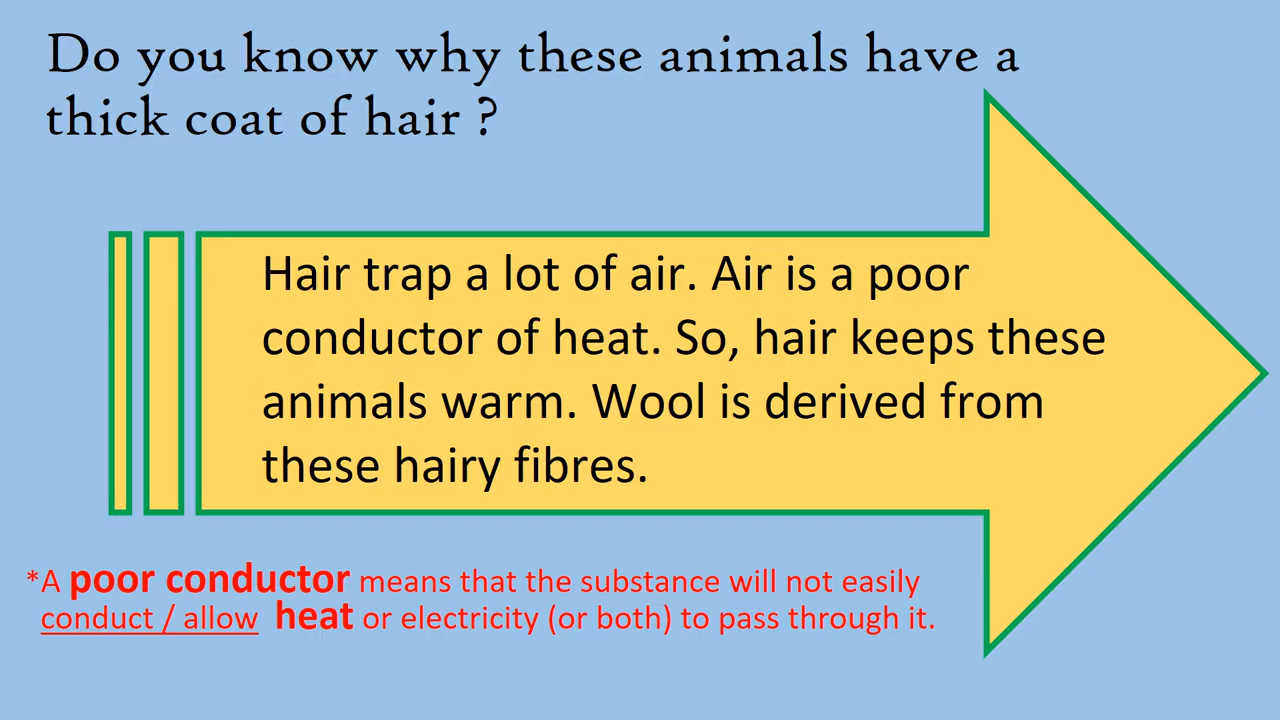 Do you know why these animals have a
thick coat of hair ?
Hair trap a lot of air. Air is a poor
conductor of heat. So, hair keeps these
animals warm. Wool is derived from
these hairy fibres.
*A poor conductor means that the substance will not easily
conduct / allow heat or electricity (or both) to pass through it.